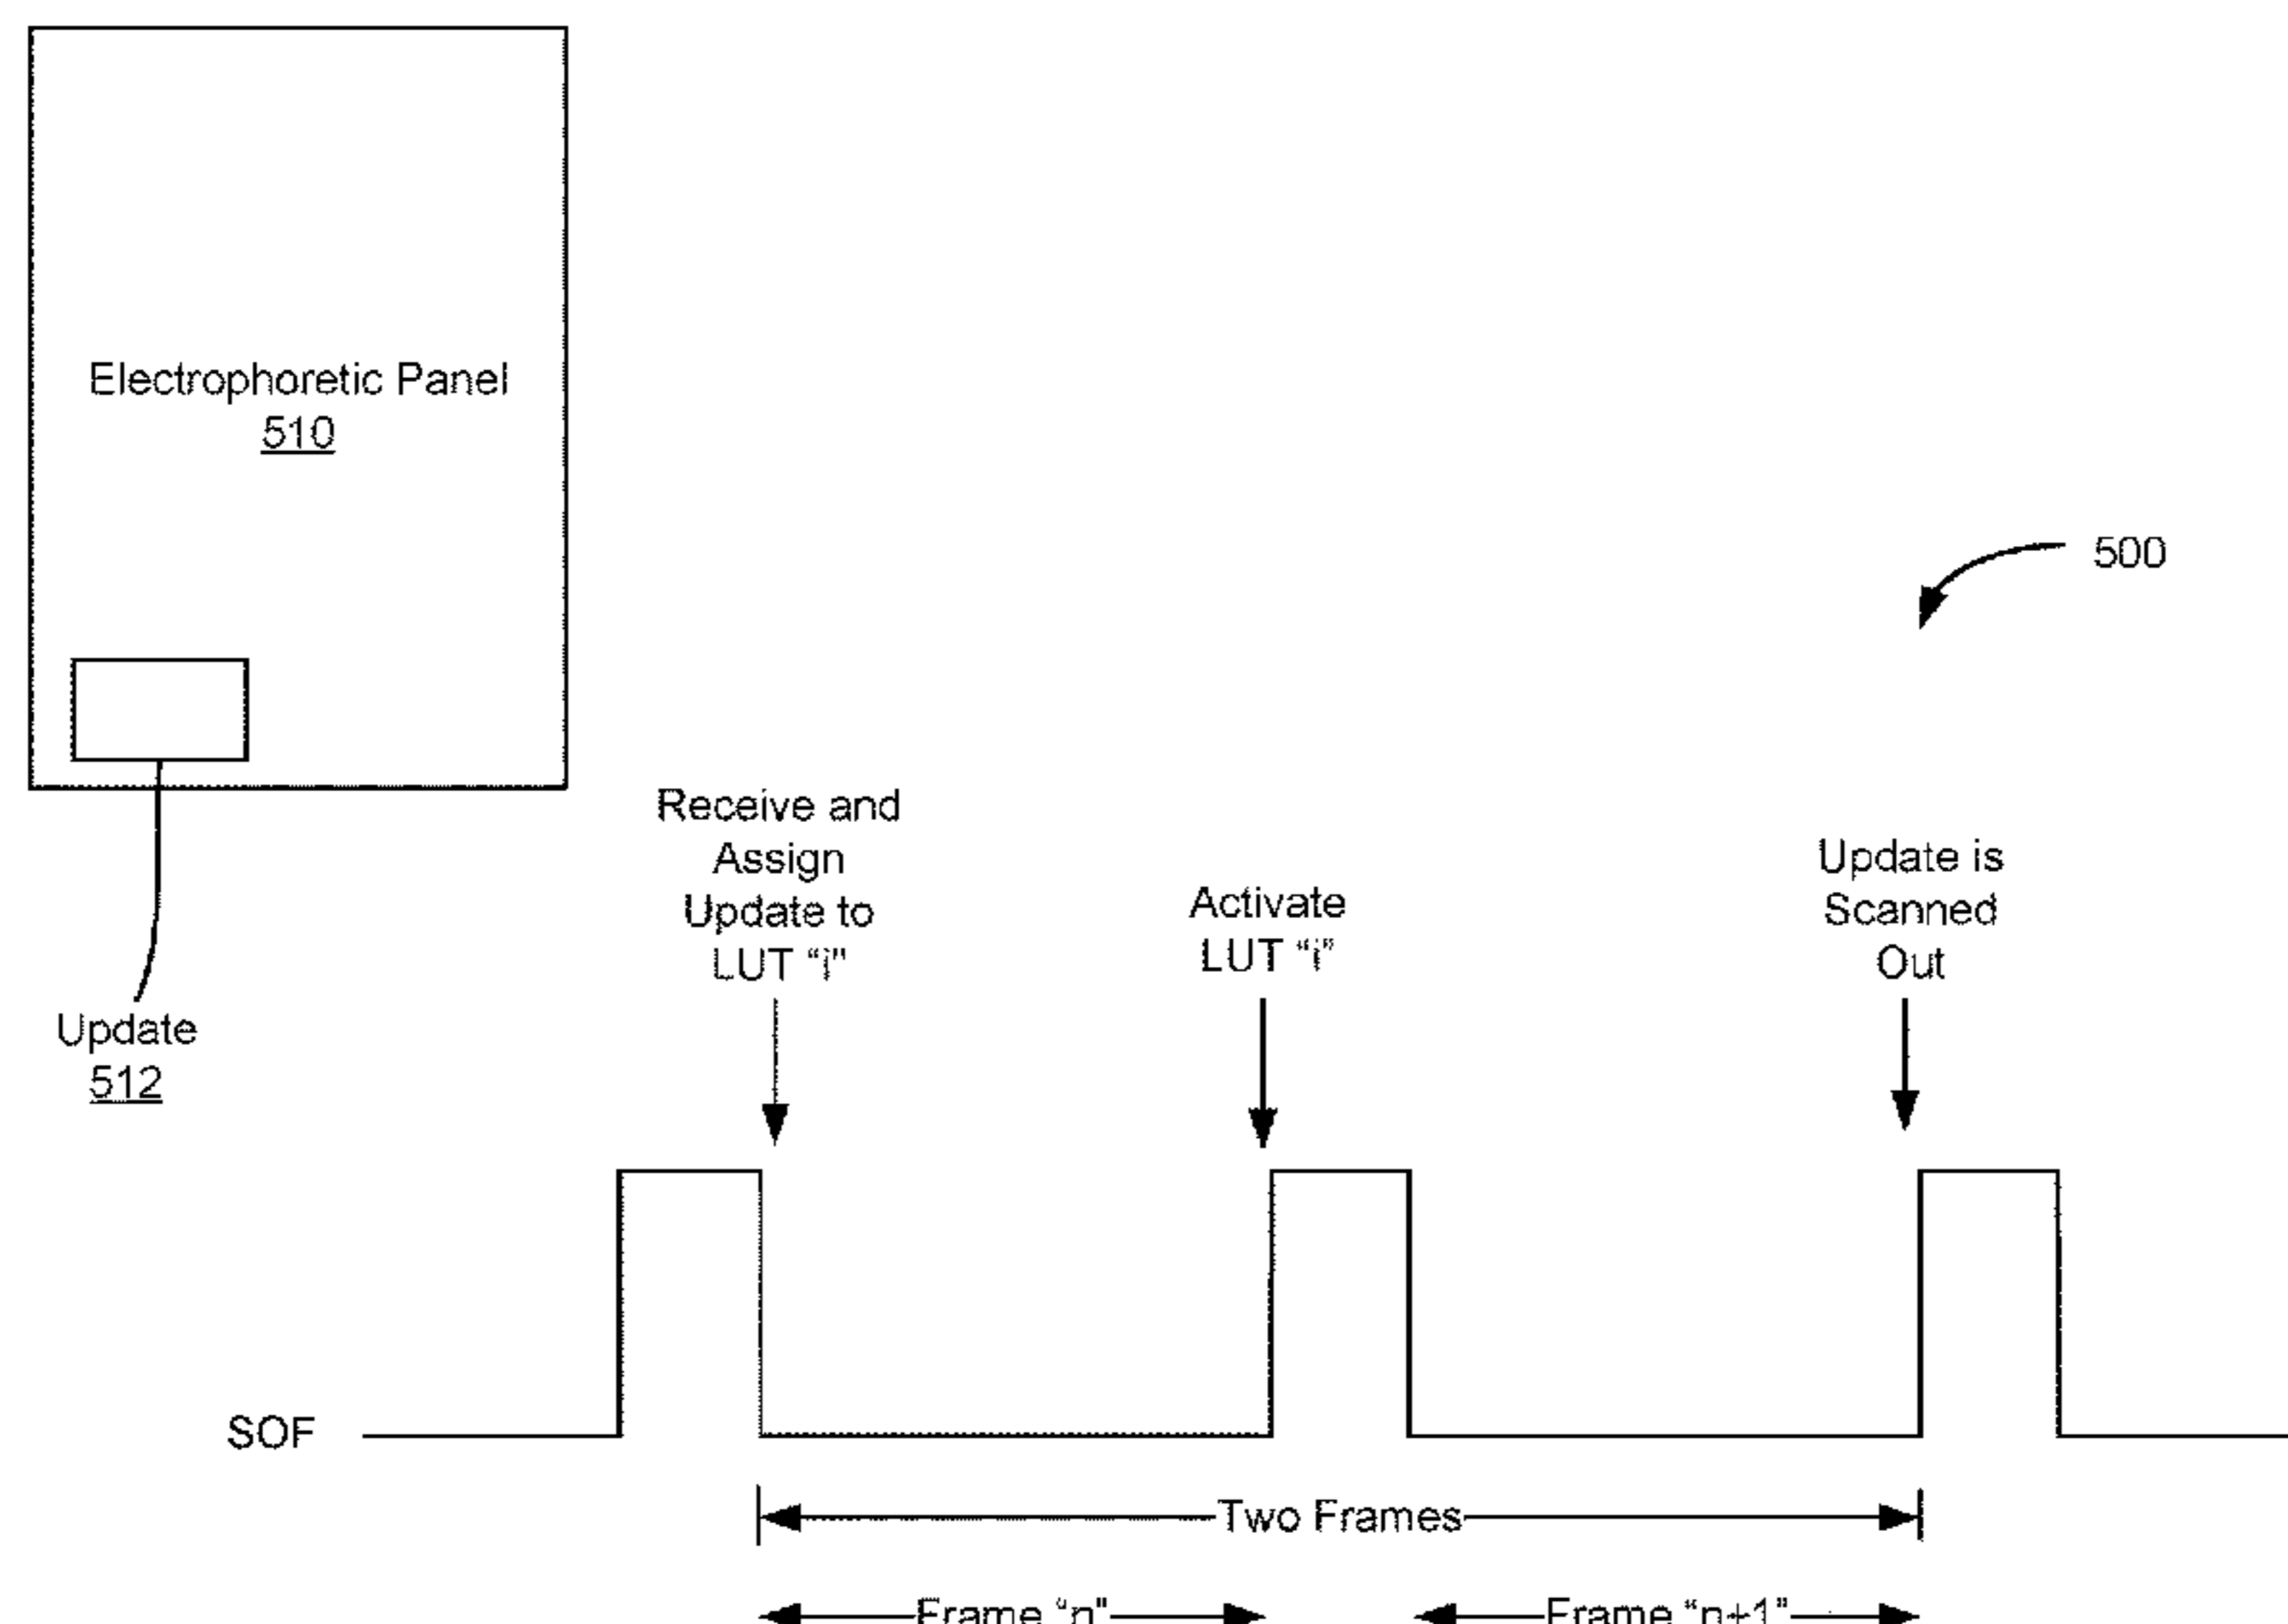 Electrophoretic Panel
510
500
Receive and
Assign
Update to
LUT “i”
Activate
LUT “i”
Update is
Scanned
Out
Update
512
SOF
Two Frames
Frame “n”
Frame “n+1”